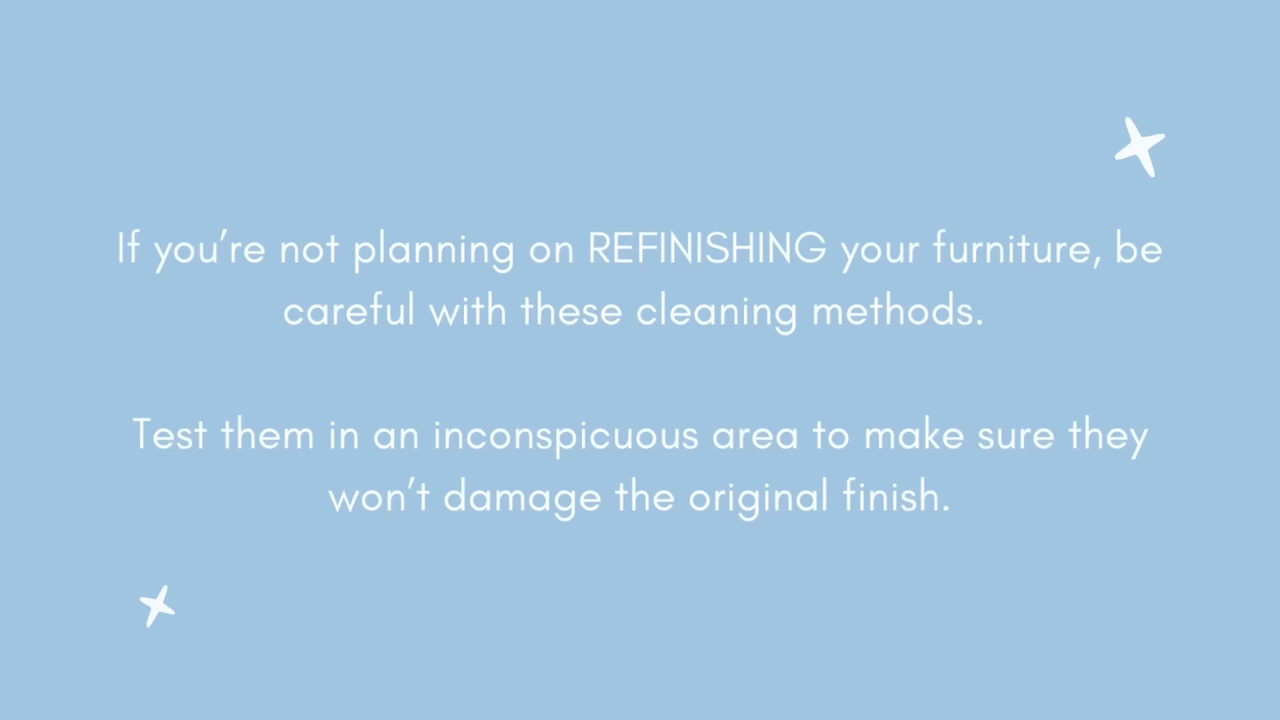 If you’re not planning on REFINISHING your furniture, be
careful with these cleaning methods.
Test them in an inconspicuous area to make sure they
won’t damage the original finish.